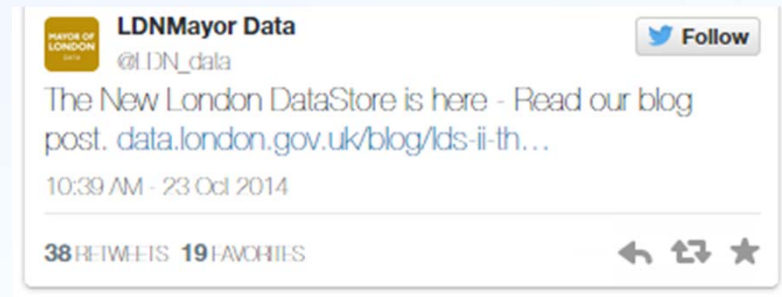 MAYOR OF
LONDON
DATA
LDNMayor Data
@LDN_data
Follow
The New London DataStore is here - Read our blog
post. data.london.gov.uk/blog/lds-ii-th…
10:39 AM - 23 Oct 2014
38 RETWEETS 19 FAVORITES